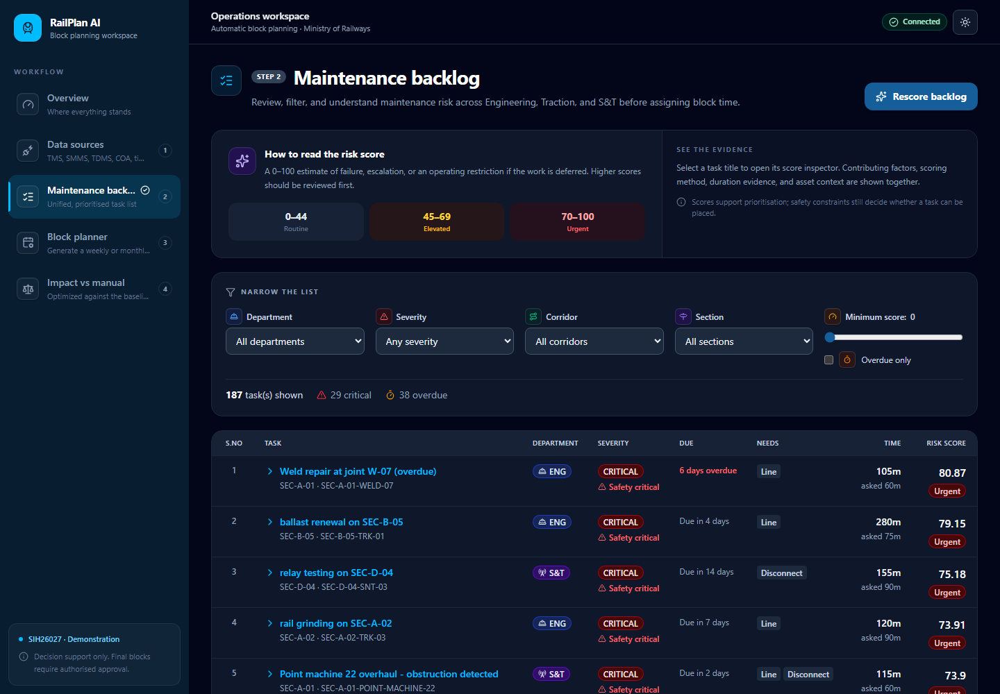 RailPlan AI
Block planning workspace
WORKFLOW
Overview
Where everything stands
Data sources
TMS, SMMS, TDMS, COA, ti...
1
Maintenance back...
Unified, prioritised task list
2
Block planner
Generate a weekly or monthl...
3
Impact vs manual
Optimized against the baseli...
4
SIH26027 · Demonstration
Decision support only. Final blocks
require authorised approval.
Operations workspace
Automatic block planning · Ministry of Railways
Connected
STEP 2
Maintenance backlog
Review, filter, and understand maintenance risk across Engineering, Traction, and S&T before assigning block time.
Rescore backlog
How to read the risk score
A 0–100 estimate of failure, escalation, or an operating restriction if the work is deferred. Higher scores
should be reviewed first.
0–44
Routine
45–69
Elevated
70–100
Urgent
SEE THE EVIDENCE
Select a task title to open its score inspector. Contributing factors, scoring
method, duration evidence, and asset context are shown together.
Scores support prioritisation; safety constraints still decide whether a task can be
placed.
NARROW THE LIST
Department
All departments
Severity
Any severity
Corridor
All corridors
Section
All sections
Minimum score: 0
Overdue only
187 task(s) shown
29 critical
38 overdue
S.NO TASK DEPARTMENT SEVERITY DUE NEEDS TIME RISK SCORE
1 Weld repair at joint W-07 (overdue) ENG CRITICAL 6 days overdue Line 105m 80.87
SEC-A-01 · SEC-A-01-WELD-07 Safety critical asked 60m Urgent
2 ballast renewal on SEC-B-05 ENG CRITICAL Due in 4 days Line 280m 79.15
SEC-B-05 · SEC-B-05-TRK-01 Safety critical asked 75m Urgent
3 relay testing on SEC-D-04 S&T CRITICAL Due in 14 days Disconnect 155m 75.18
SEC-D-04 · SEC-D-04-SNT-03 Safety critical asked 90m Urgent
4 rail grinding on SEC-A-02 ENG CRITICAL Due in 7 days Line 120m 73.91
SEC-A-02 · SEC-A-02-TRK-03 Safety critical asked 90m Urgent
5 Point machine 22 overhaul - obstruction detected S&T CRITICAL Due in 2 days Line Disconnect 115m 73.9
SEC-A-01 · SEC-A-01-POINT-MACHINE-22 Safety critical asked 60m Urgent